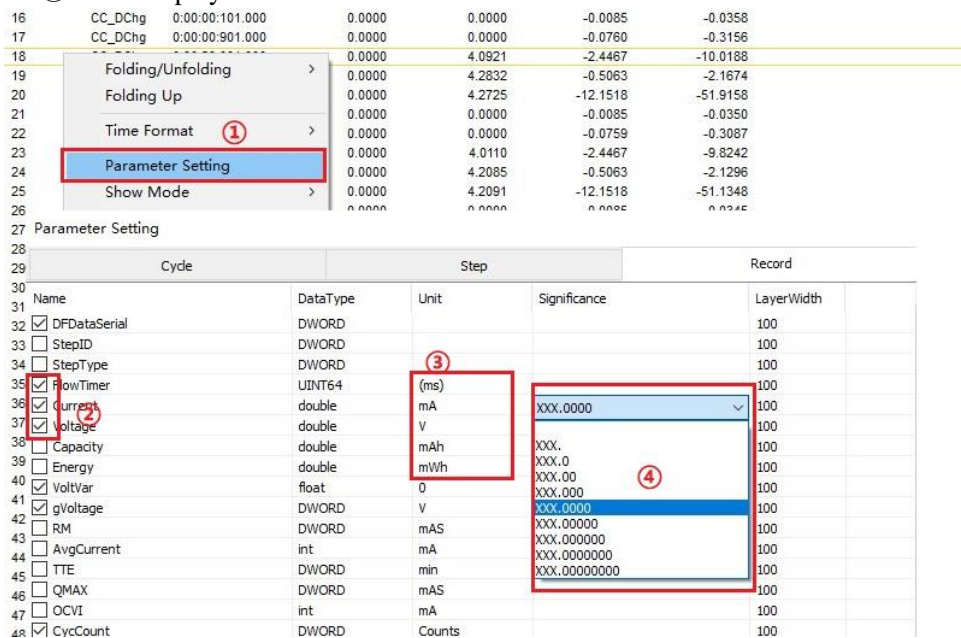 16 CC_DChg 0:00:00:101.000 0.0000 0.0000 -0.0085 -0.0358
17 CC_DChg 0:00:00:901.000 0.0000 0.0000 -0.0760 -0.3156
18 0.0000 4.0921 -2.4467 -10.0188
19 Folding/Unfolding > 0.0000 4.2832 -0.5063 -2.1674
20 Folding Up 0.0000 4.2725 -12.1518 -51.9158
21 0.0000 0.0000 -0.0085 -0.0350
22 Time Format ① > 0.0000 0.0000 -0.0759 -0.3087
23 0.0000 4.0110 -2.4467 -9.8242
24 Parameter Setting 0.0000 4.2085 -0.5063 -2.1296
25 Show Mode > 0.0000 4.2091 -12.1518 -51.1348
26 0.0000 0.0000 -0.0085 -0.0345
27 Parameter Setting
28
29 Cycle Step Record
30
31 Name DataType Unit Significance LayerWidth
32 DFDataSerial DWORD 100
33 StepID DWORD 100
34 StepType DWORD ③ 100
35 FlowTimer UINT64 (ms) 100
36 Current double mA XXX.0000 100
37 ② Voltage double V 100
38 Capacity double mAh XXX. 100
39 Energy double mWh XXX.0 100
40 VoltVar float 0 XXX.00 ④ 100
XXX.000
41 gVoltage DWORD V XXX.0000 100
42 RM DWORD mAS XXX.00000 100
43
44 AvgCurrent int mA XXX.000000 100
XXX.0000000
45 TTE DWORD min XXX.00000000 100
46 QMAX DWORD mAS 100
47 OCVI int mA 100
48 CycCount DWORD Counts 100